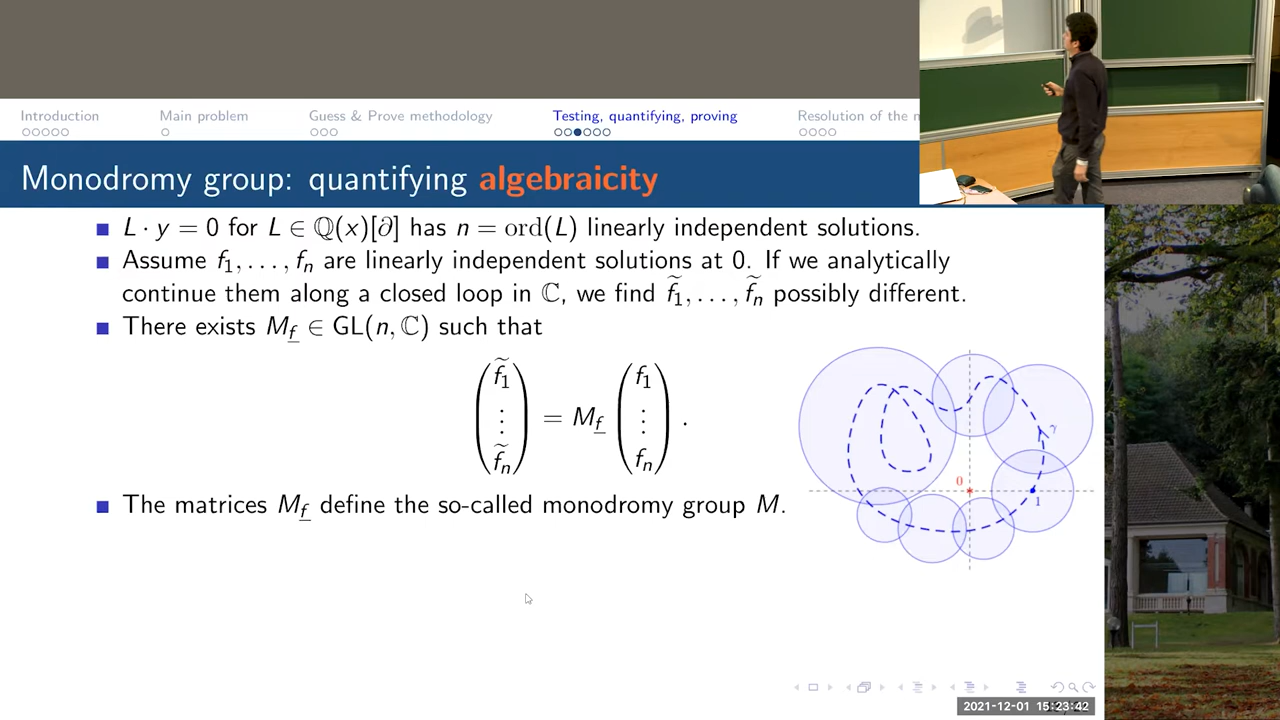 Introduction
Main problem
Guess & Prove methodology
Testing, quantifying, proving
Resolution of the
Monodromy group: quantifying algebraicity
L · y = 0 for L ∈ ℚ(x)[∂] has n = ord(L) linearly independent solutions.
Assume f₁, . . . , fₙ are linearly independent solutions at 0. If we analytically
continue them along a closed loop in ℂ, we find f̃₁, . . . , f̃ₙ possibly different.
There exists M_f ∈ GL(n, ℂ) such that
(f̃₁ ⋮ f̃ₙ) = M_f (f₁ ⋮ fₙ) .
γ
0
1
The matrices M_f define the so-called monodromy group M.
2021-12-01 15:23:42